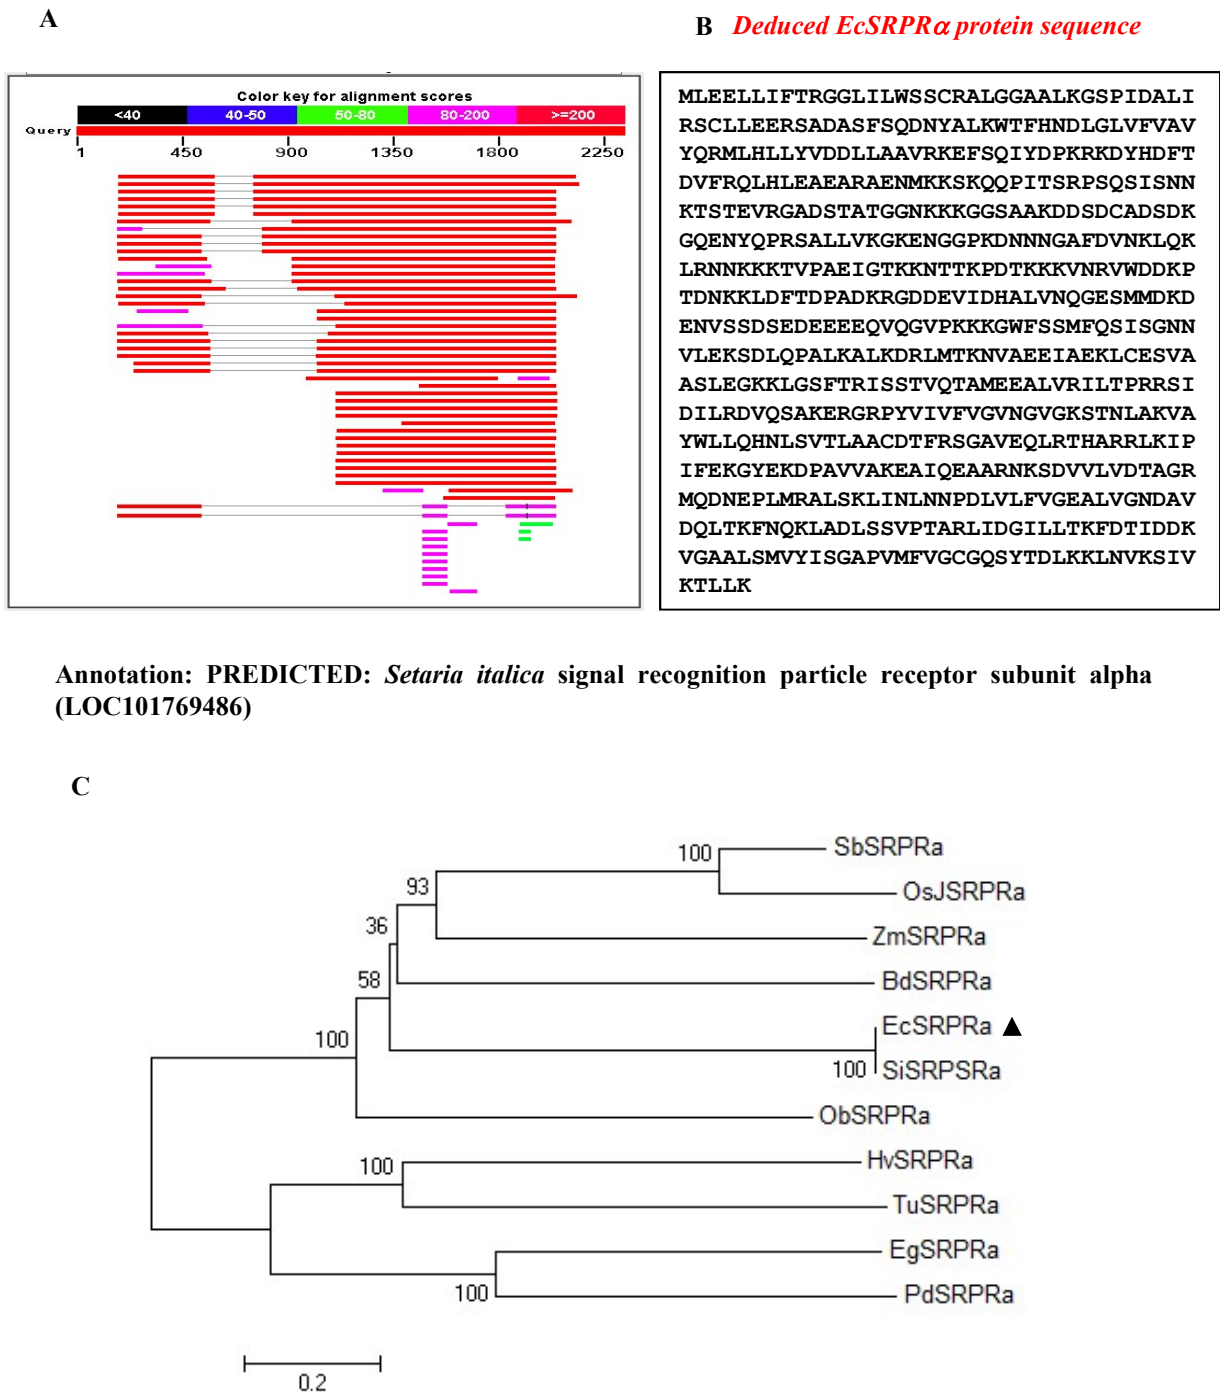 A
B Deduced EcSRPRα protein sequence
Color key for alignment scores
<40 40-50 50-80 80-200 >=200
Query
1 450 900 1350 1800 2250
MLEELLIFTRGGLILWSSCRALGGAALKGSPIDALI
RSCLLEERSADASFSQDNYALKWTFHNDLGLVFVAV
YQRMLHLLYVDDLLAAVRKEFSQIYDPKRKDYHDFT
DVFRQLHLEAEARAENMKKSKQQPITSRPSQSISNN
KTSTEVRGADSTATGGNKKKGGSAAKDDSDCADSDK
GQENYQPRSALLVKGKENGGPKDNNNGAFDVNKLQK
LRNNKKKTVPAEIGTKKNTTKPDTKKKVNRVWDDKP
TDNKKLDFTDPADKRGDDEVIDHALVNQGESMMDKD
ENVSSDSEDEEEEQVQGVPKKKGWFSSMFQSISGNN
VLEKSDLQPALKALKDRLMTKNVAEEIAEKLCESVA
ASLEGKKLGSFTRISSTVQTAMEEALVRILTPRRSI
DILRDVQSAKERGRPYVIVFVGVNGVGKSTNLAKVA
YWLLQHNLSVTLAACDTFRSGAVEQLRTHARRLKIP
IFEKGYEKDPAVVAKEAIQEAARNKSDVVLVDTAGR
MQDNEPLMRALSKLINLNNPDLVLFVGEALVGNDAV
DQLTKFNQKLADLSSVPTARLIDGILLTKFDTIDDK
VGAALSMVYISGAPVMFVGCGQSYTDLKKLNVKSIV
KTLLK
Annotation: PREDICTED: Setaria italica signal recognition particle receptor subunit alpha
(LOC101769486)
C
100
SbSRPRa
OsJSRPRa
93
ZmSRPRa
36
BdSRPRa
58
EcSRPRa ▲
100
100 SiSRPSRa
ObSRPRa
100
HvSRPRa
TuSRPRa
EgSRPRa
100
PdSRPRa
0.2